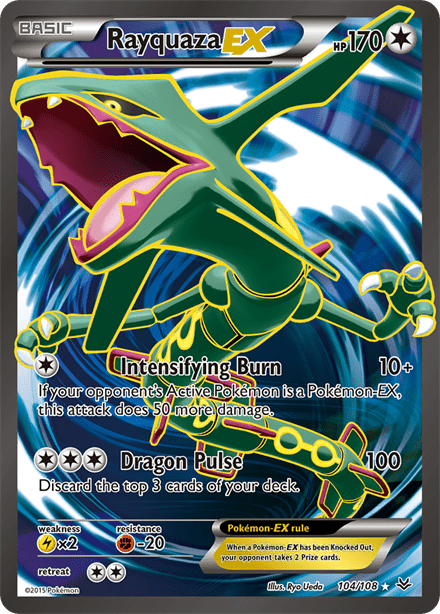 BASIC
Rayquaza EX
HP170
Intensifying Burn 10+
If your opponent's Active Pokémon is a Pokémon-EX,
this attack does 50 more damage.
Dragon Pulse 100
Discard the top 3 cards of your deck.
weakness
×2
resistance
-20
retreat
Pokémon-EX rule
When a Pokémon-EX has been Knocked Out,
your opponent takes 2 Prize cards.
©2015 Pokémon
Illus. Ryo Ueda
104/108